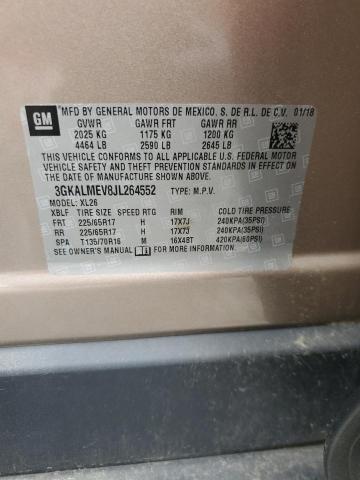 GM
MFD BY GENERAL MOTORS DE MEXICO. S. DE R.L. DE C.V. 01/18
GVWR GAWR FRT GAWR RR
2025 KG 1175 KG 1200 KG
4464 LB 2590 LB 2645 LB
THIS VEHICLE CONFORMS TO ALL APPLICABLE U.S. FEDERAL MOTOR
VEHICLE SAFETY, BUMPER, AND THEFT PREVENTION STANDARDS IN
EFFECT ON THE DATE OF MANUFACTURE SHOWN ABOVE.
3GKALMEV8JL264552 TYPE: M.P.V.
MODEL: XL26
XBLF TIRE SIZE SPEED RIM COLD TIRE PRESSURE
FRT 225/65R17 H 17X7J 240KPA(35PSI)
RR 225/65R17 H 17X7J 240KPA(35PSI)
SPA T135/70R16 M 16X4BT 420KPA(60PSI)
SEE OWNER'S MANUAL FOR MORE INFORMATION.